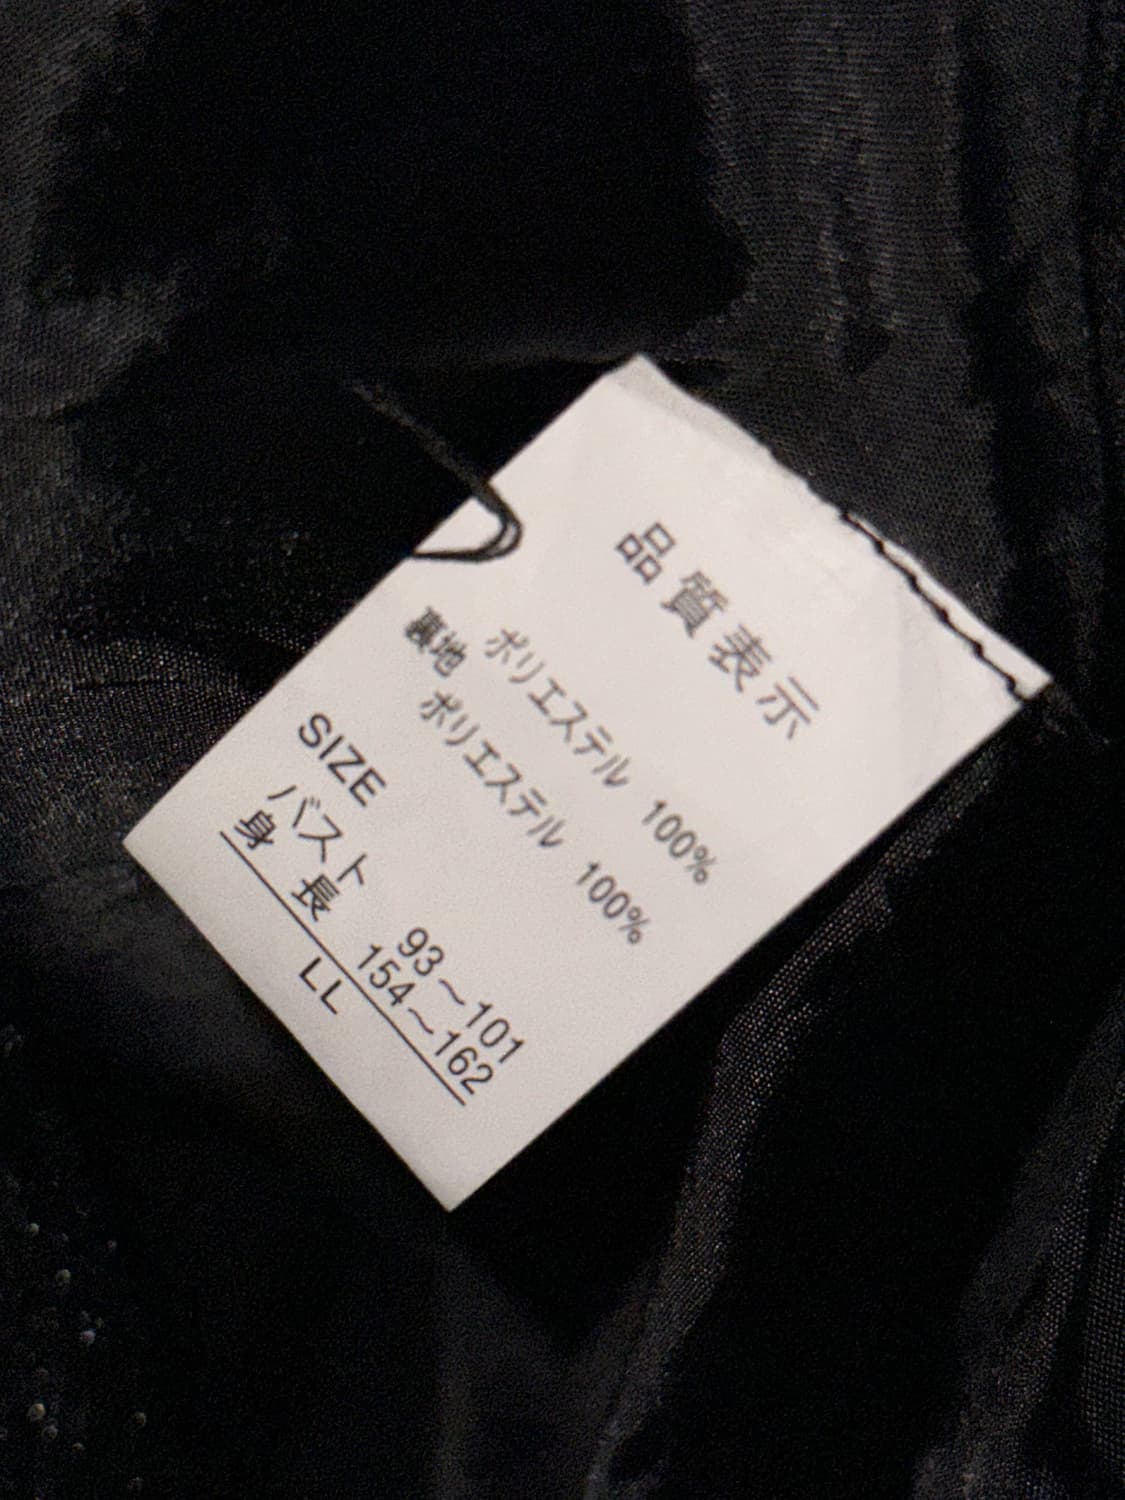 品質表示
ポリエステル 100%
裏地
ポリエステル 100%
SIZE
バスト 93～101
身長 154～162
LL